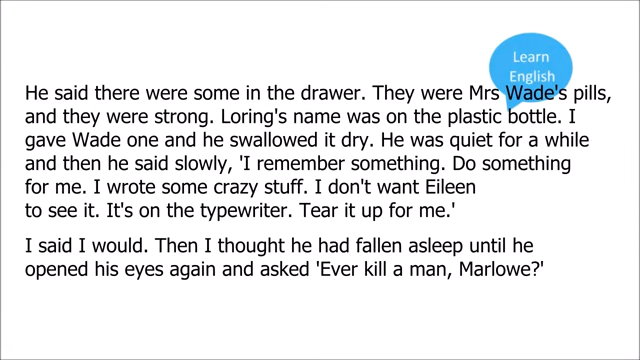 Learn
English
He said there were some in the drawer. They were Mrs Wade's pills,
and they were strong. Loring's name was on the plastic bottle. I
gave Wade one and he swallowed it dry. He was quiet for a while
and then he said slowly, 'I remember something. Do something
for me. I wrote some crazy stuff. I don't want Eileen
to see it. It's on the typewriter. Tear it up for me.'
I said I would. Then I thought he had fallen asleep until he
opened his eyes again and asked 'Ever kill a man, Marlowe?'